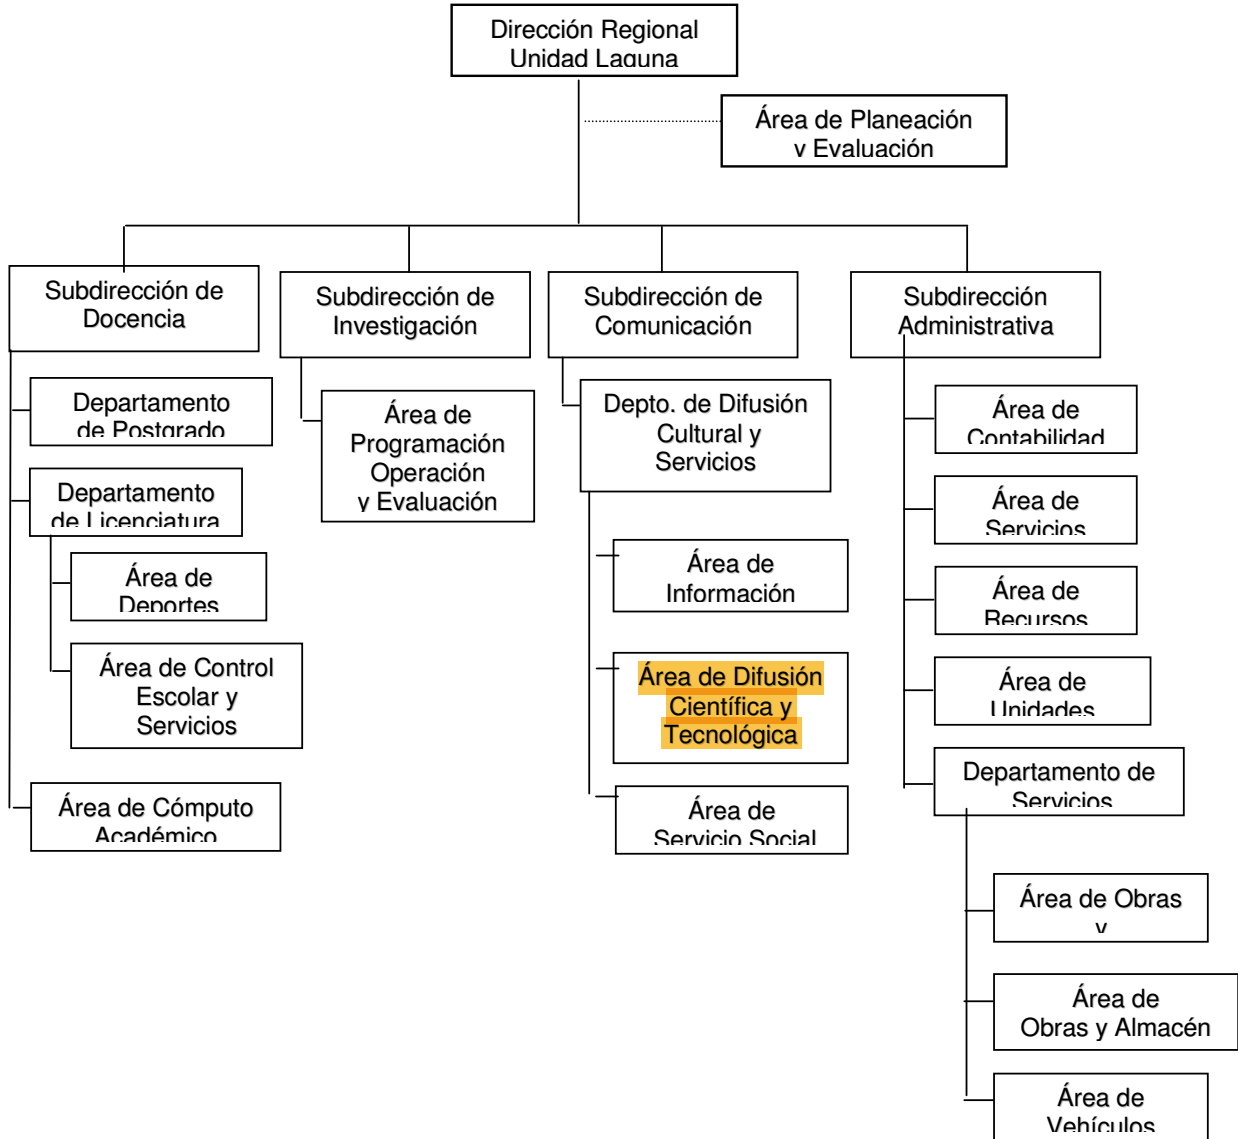 Dirección Regional
Unidad Laguna
Área de Planeación
y Evaluación
Subdirección de
Docencia
Departamento
de Postgrado
Departamento
de Licenciatura
Área de
Deportes
Área de Control
Escolar y
Servicios
Área de Cómputo
Académico
Subdirección de
Investigación
Área de
Programación
Operación
y Evaluación
Subdirección de
Comunicación
Depto. de Difusión
Cultural y
Servicios
Área de
Información
Área de Difusión
Científica y
Tecnológica
Área de
Servicio Social
Subdirección
Administrativa
Área de
Contabilidad
Área de
Servicios
Área de
Recursos
Área de
Unidades
Departamento de
Servicios
Área de Obras
y
Área de
Obras y Almacén
Área de
Vehículos